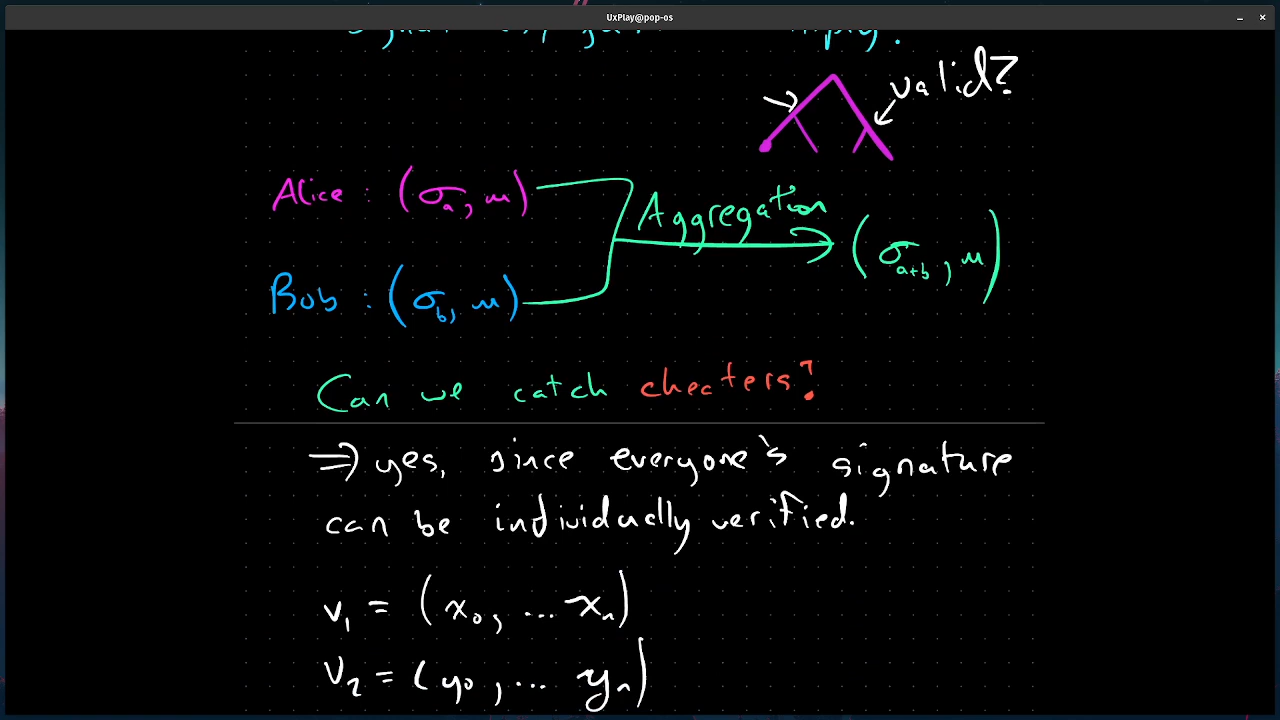 UxPlay@pop-os
valid?
Alice : (σa, m)
Aggregation
(σa+b, m)
Bob : (σb, m)
Can we catch cheaters?
⇒ yes, since everyone's signature
can be individually verified.
v1 = (x0, ... xn)
v2 = (y0, ... yn)